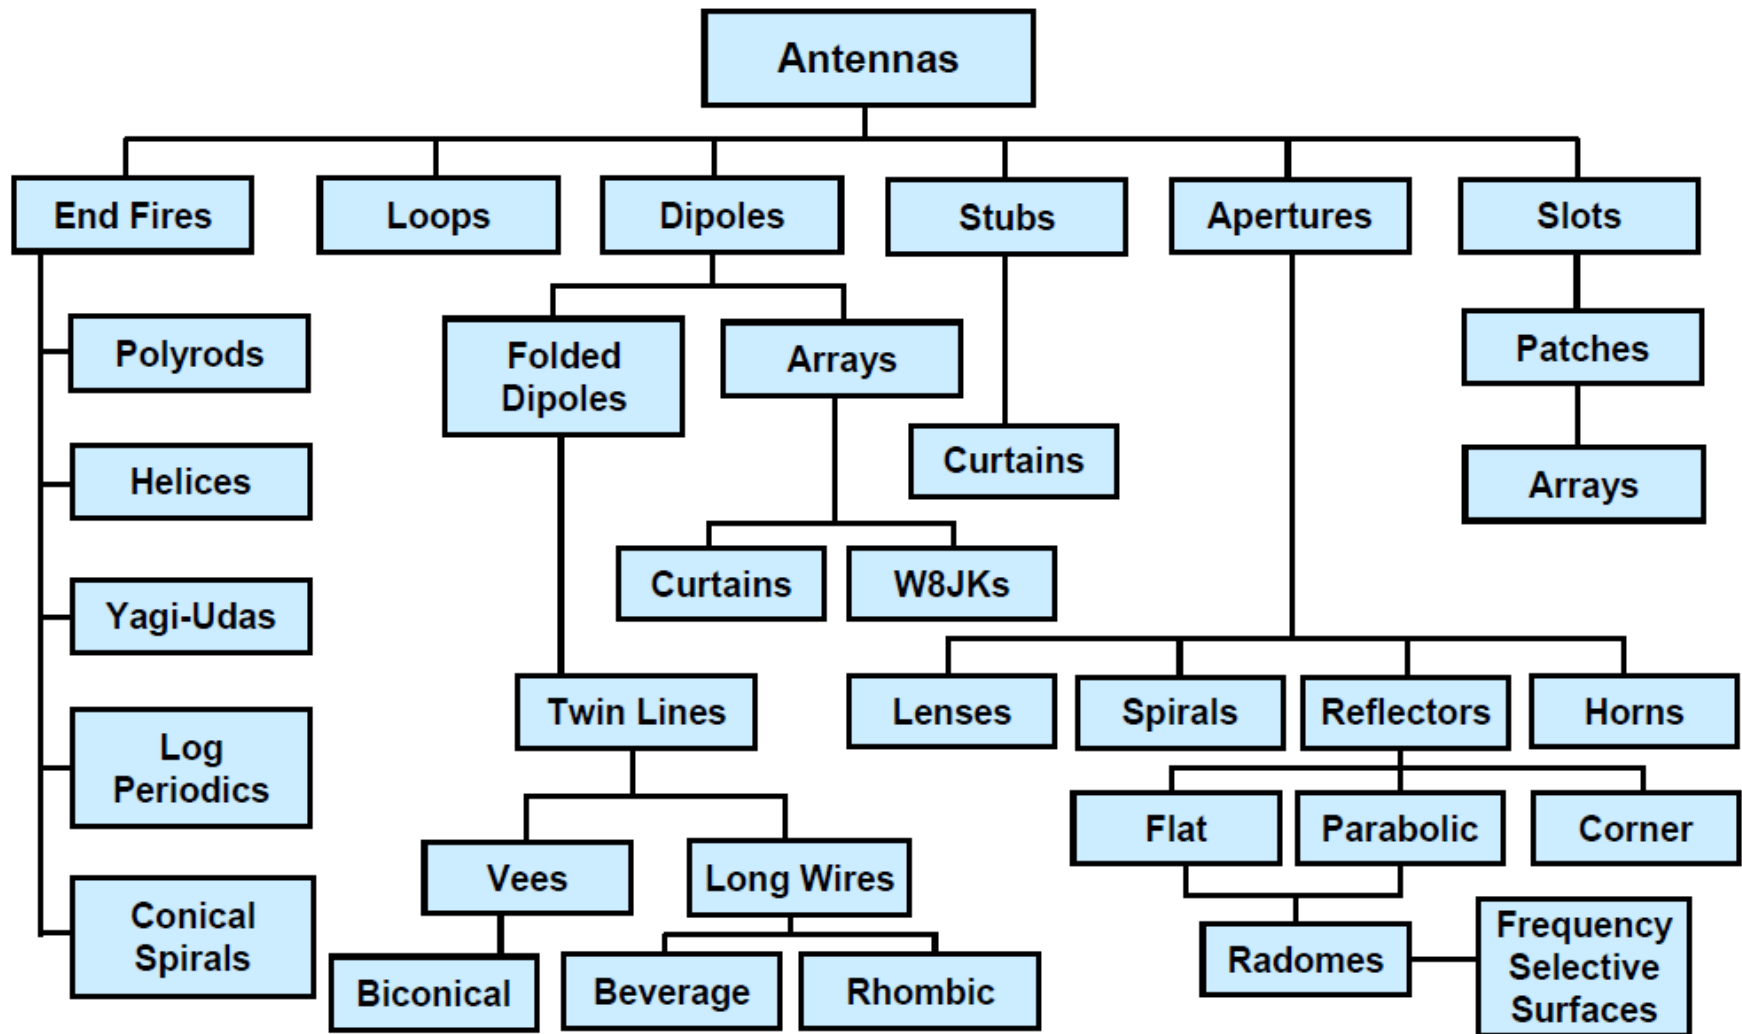 Antennas
End Fires
Loops
Dipoles
Stubs
Apertures
Slots
Polyrods
Folded
Dipoles
Arrays
Patches
Helices
Curtains
Arrays
Yagi-Udas
Curtains
W8JKs
Log
Periodics
Twin Lines
Lenses
Spirals
Reflectors
Horns
Flat
Parabolic
Corner
Conical
Spirals
Vees
Long Wires
Biconical
Beverage
Rhombic
Radomes
Frequency
Selective
Surfaces